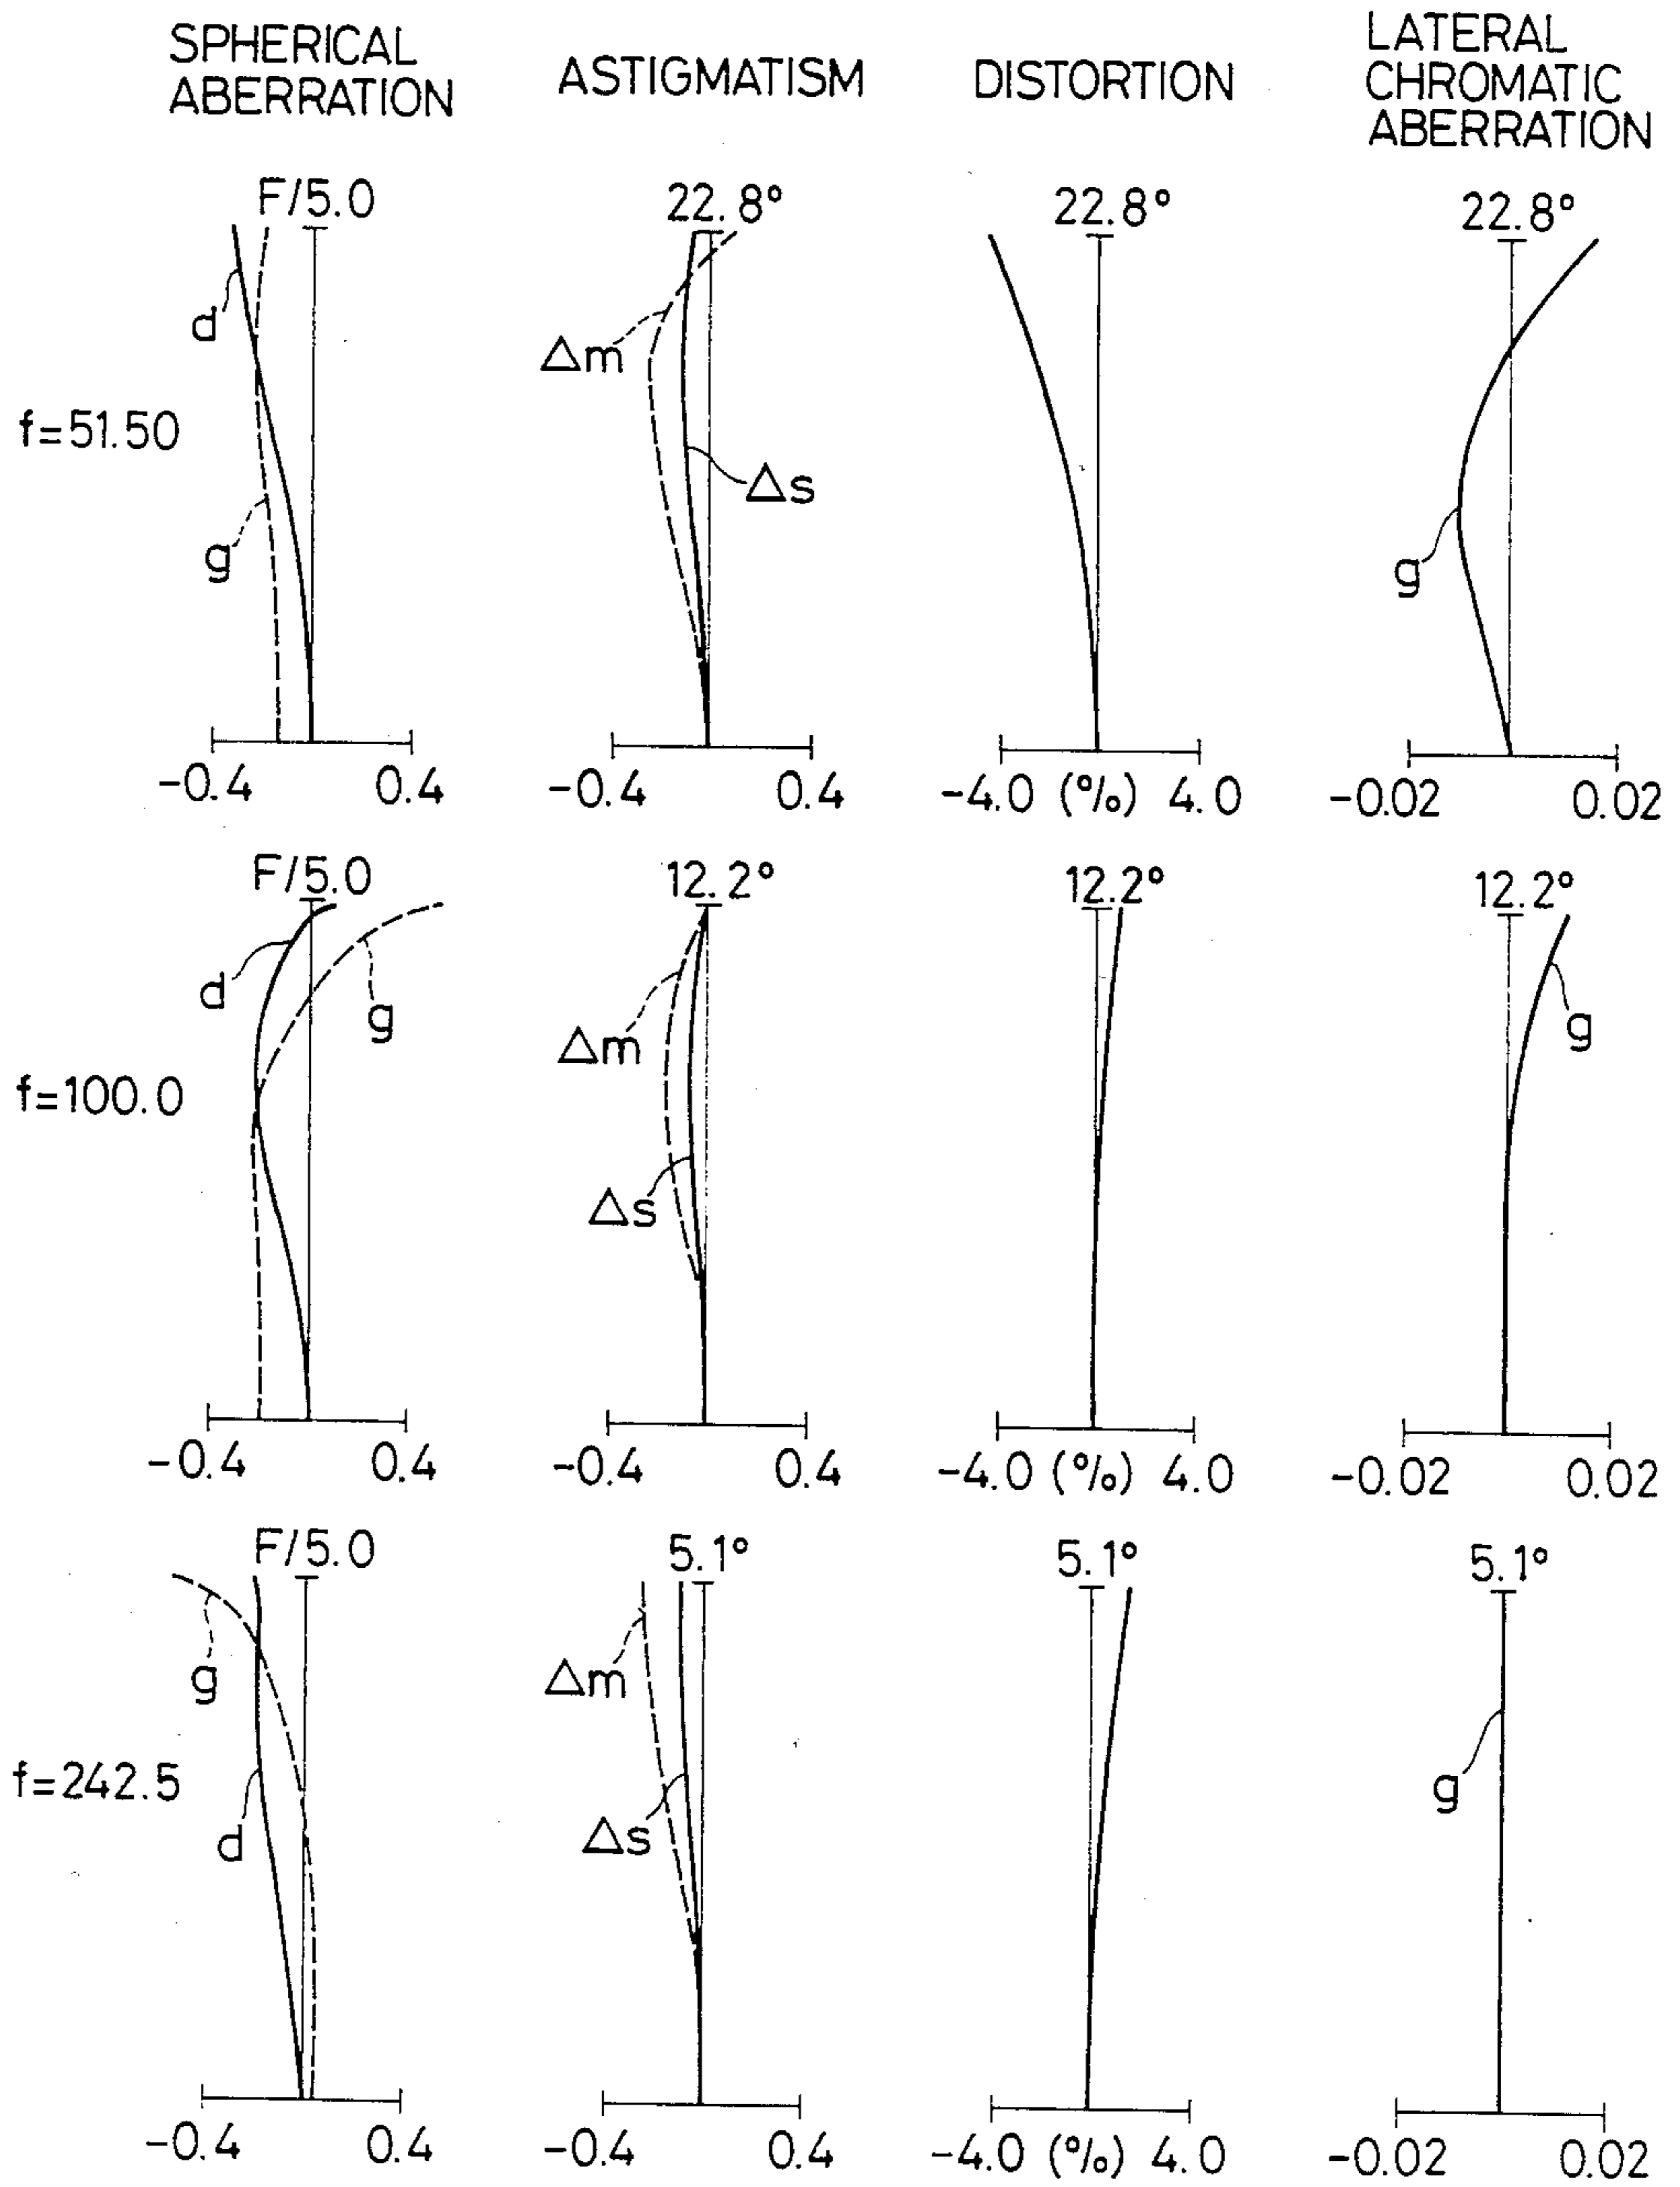 SPHERICAL
ABERRATION
ASTIGMATISM
DISTORTION
LATERAL
CHROMATIC
ABERRATION
F/5.0
22.8°
22.8°
22.8°
d
Δm
f=51.50
Δs
g
g
-0.4 0.4
-0.4 0.4
-4.0 (%) 4.0
-0.02 0.02
F/5.0
12.2°
12.2°
12.2°
d
g
Δm
g
f=100.0
Δs
-0.4 0.4
-0.4 0.4
-4.0 (%) 4.0
-0.02 0.02
F/5.0
5.1°
5.1°
5.1°
g
Δm
f=242.5
g
d
Δs
-0.4 0.4
-0.4 0.4
-4.0 (%) 4.0
-0.02 0.02